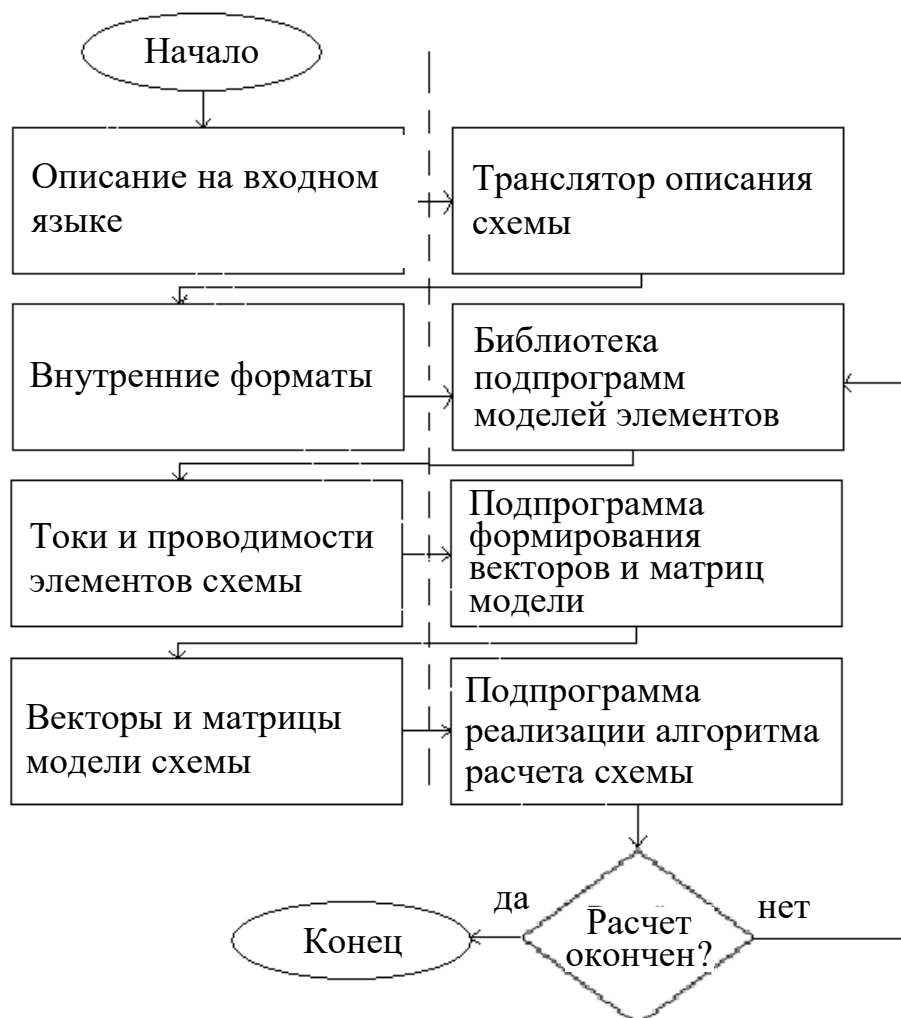 Начало
Описание на входном
языке
Транслятор описания
схемы
Внутренние форматы
Библиотека
подпрограмм
моделей элементов
Токи и проводимости
элементов схемы
Подпрограмма
формирования
векторов и матриц
модели
Векторы и матрицы
модели схемы
Подпрограмма
реализации алгоритма
расчета схемы
да
Расчет
окончен?
нет
Конец